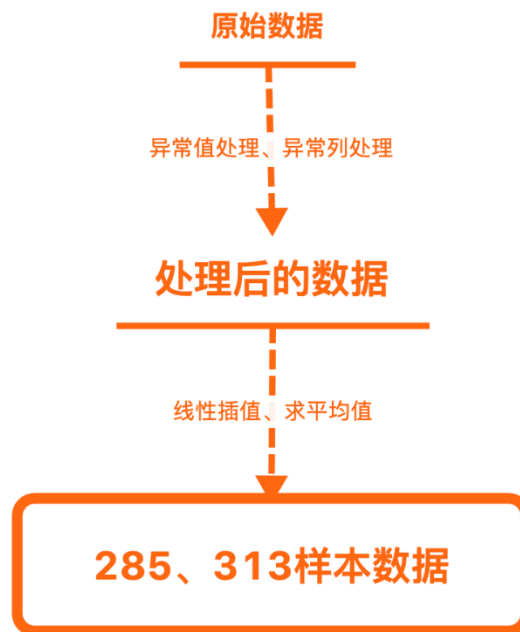 原始数据
异常值处理、异常列处理
处理后的数据
线性插值、求平均值
285、313样本数据